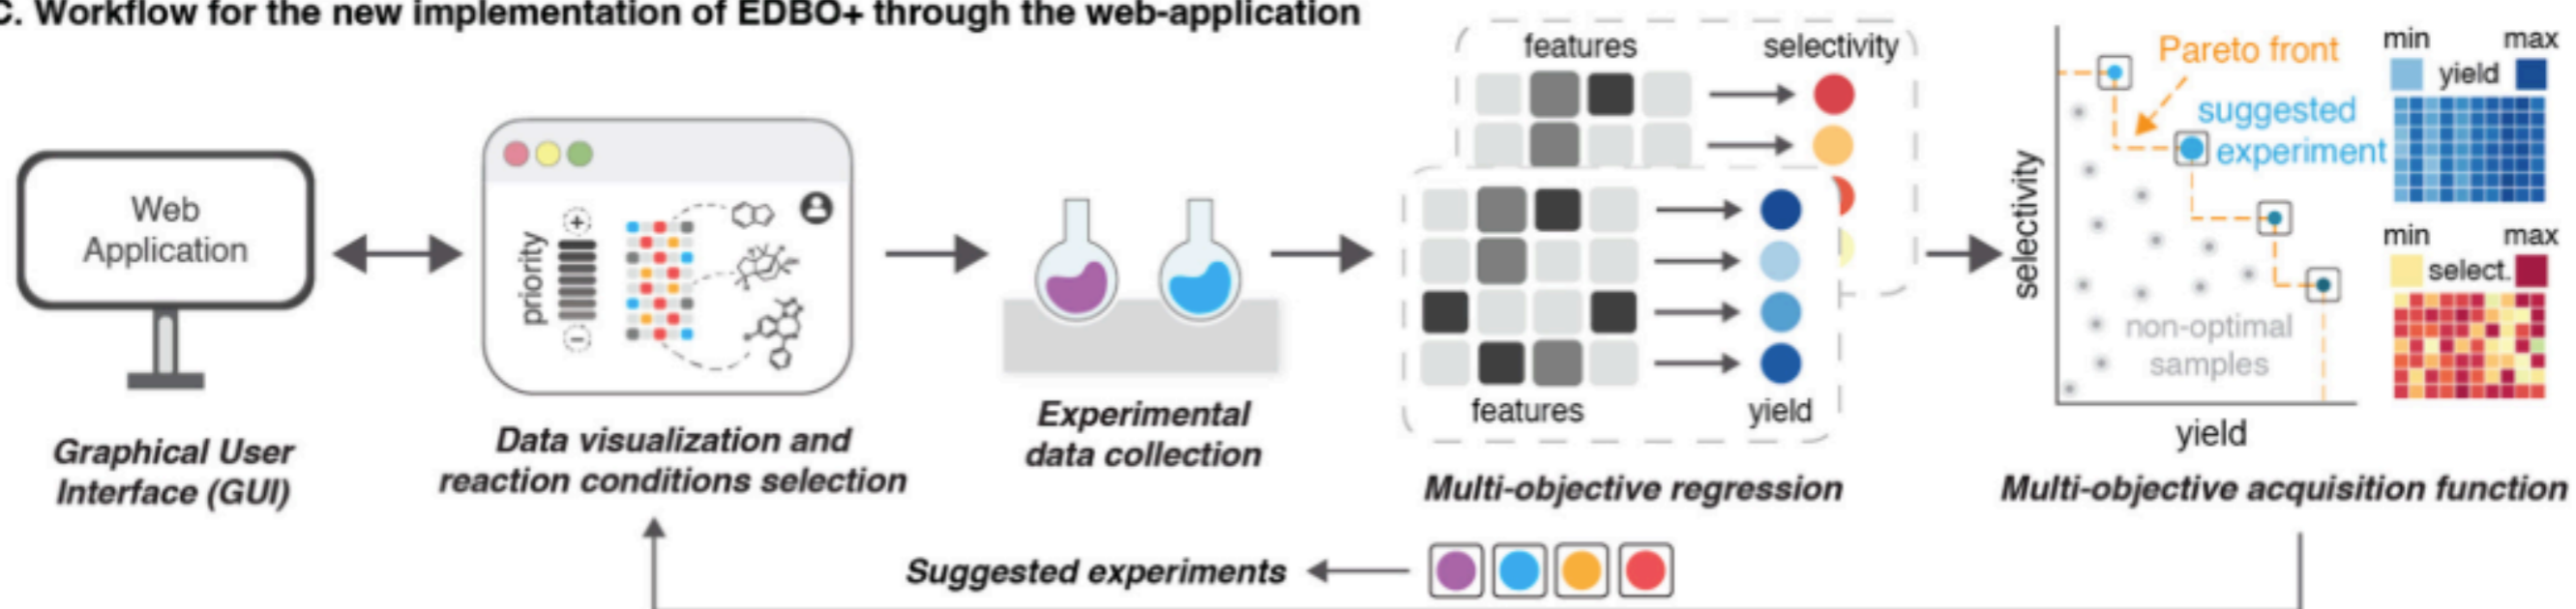 C. Workflow for the new implementation of EDBO+ through the web-application
Web
Application
Graphical User
Interface (GUI)
priority
Data visualization and
reaction conditions selection
Experimental
data collection
features
selectivity
features
yield
Multi-objective regression
selectivity
Pareto front
suggested
experiment
non-optimal
samples
yield
min
max
yield
min
max
select.
Multi-objective acquisition function
Suggested experiments